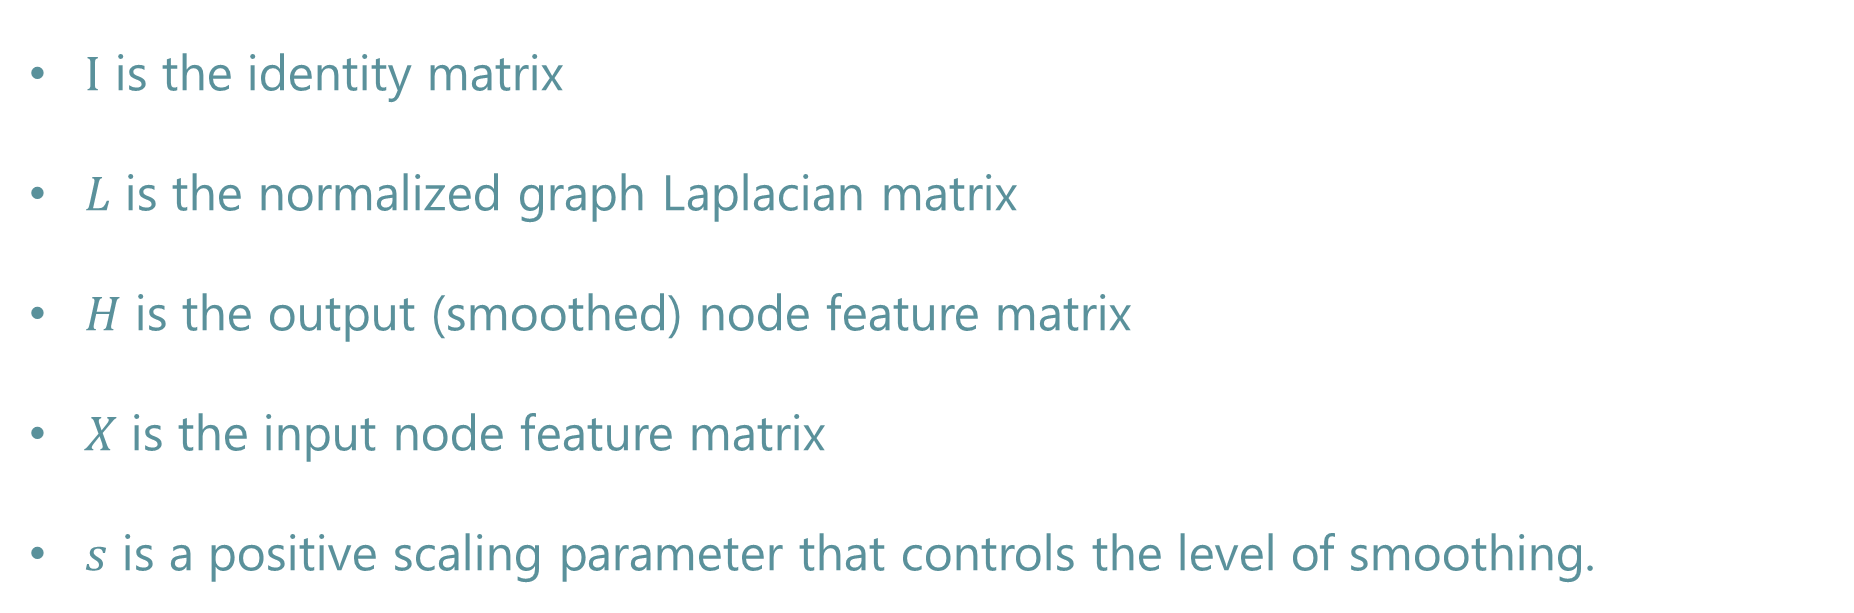 • I is the identity matrix
• L is the normalized graph Laplacian matrix
• H is the output (smoothed) node feature matrix
• X is the input node feature matrix
• s is a positive scaling parameter that controls the level of smoothing.